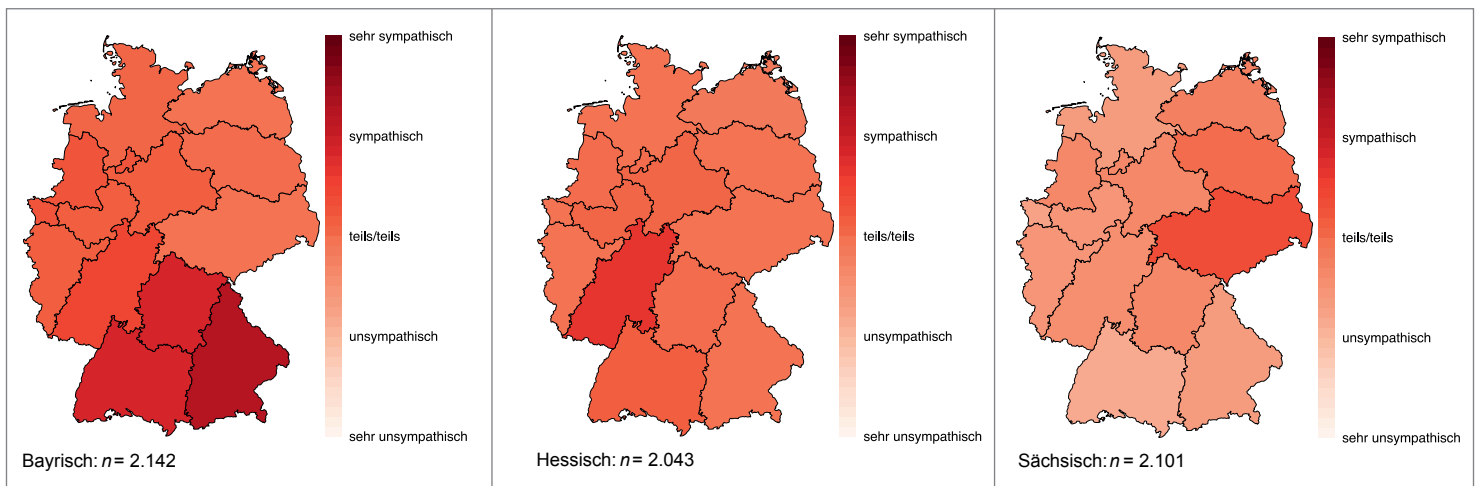 sehr sympathisch
sympathisch
teils/teils
unsympathisch
sehr unsympathisch
Bayrisch: n = 2.142
sehr sympathisch
sympathisch
teils/teils
unsympathisch
sehr unsympathisch
Hessisch: n = 2.043
sehr sympathisch
sympathisch
teils/teils
unsympathisch
sehr unsympathisch
Sächsisch: n = 2.101